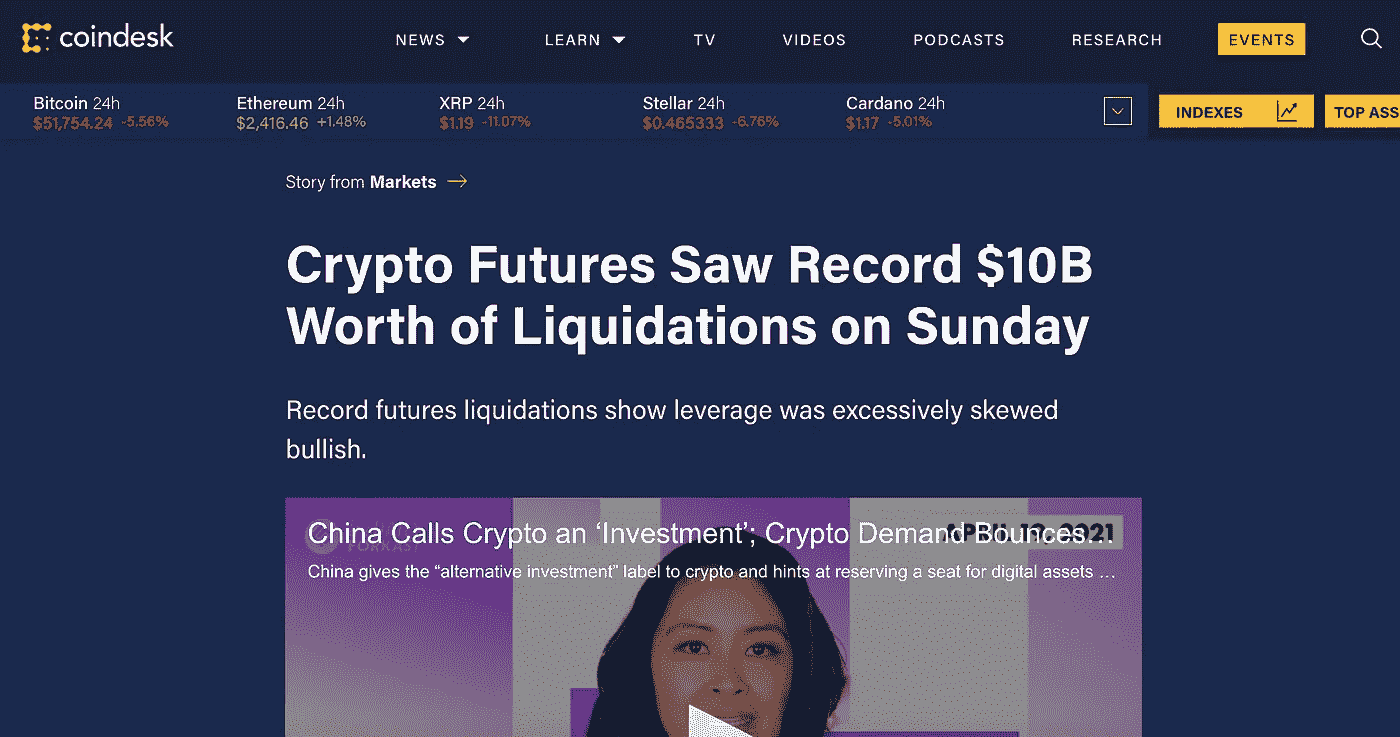 coindesk
NEWS LEARN TV VIDEOS PODCASTS RESEARCH EVENTS
Bitcoin 24h Ethereum 24h XRP 24h Stellar 24h Cardano 24h
$51,754.24 -5.56% $2,416.46 +1.48% $1.19 -11.07% $0.465333 -6.76% $1.17 -5.01%
INDEXES TOP ASS
Story from Markets
Crypto Futures Saw Record $10B
Worth of Liquidations on Sunday
Record futures liquidations show leverage was excessively skewed
bullish.
China Calls Crypto an ‘Investment’; Crypto Demand Bounces…
APRIL 19, 2021
FORKAST
China gives the “alternative investment” label to crypto and hints at reserving a seat for digital assets …